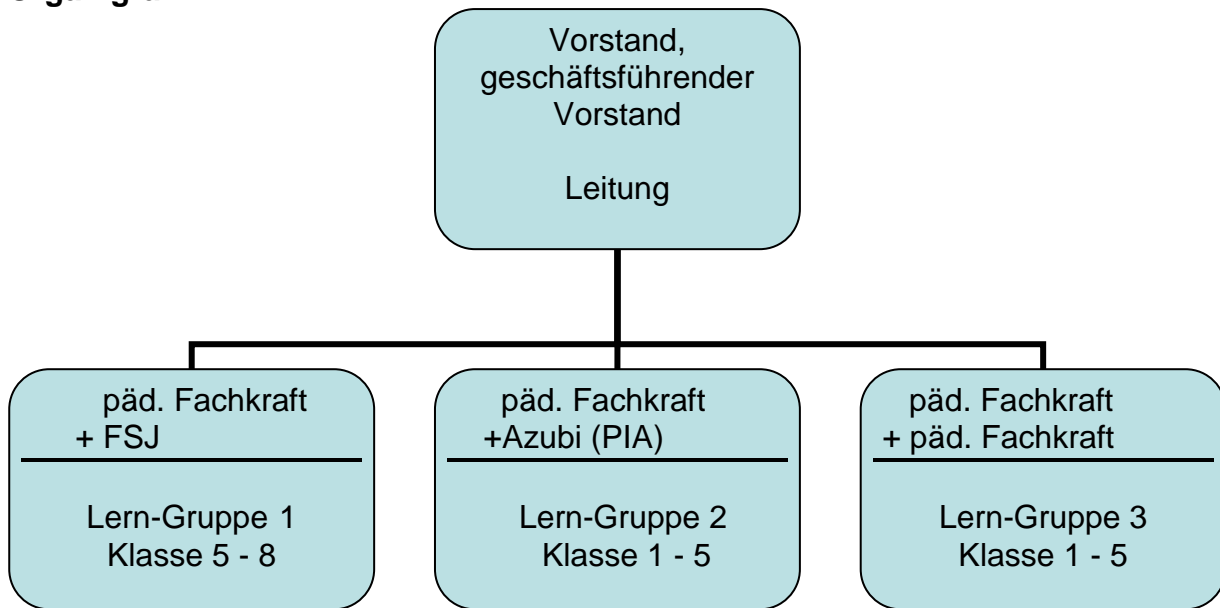 Vorstand,
geschäftsführender
Vorstand
Leitung
päd. Fachkraft
+ FSJ
Lern-Gruppe 1
Klasse 5 - 8
päd. Fachkraft
+Azubi (PIA)
Lern-Gruppe 2
Klasse 1 - 5
päd. Fachkraft
+ päd. Fachkraft
Lern-Gruppe 3
Klasse 1 - 5